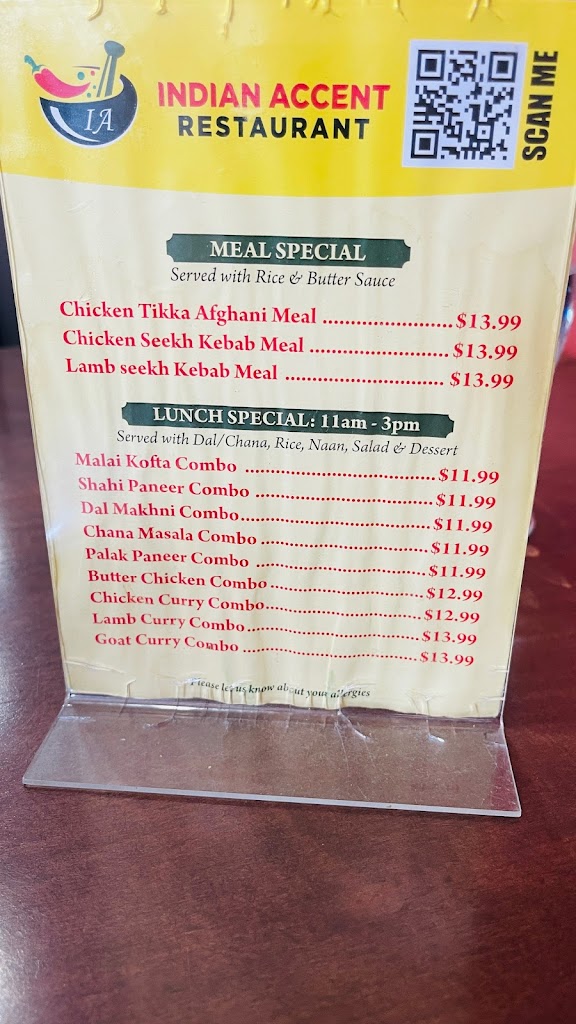 IA
INDIAN ACCENT
RESTAURANT
SCAN ME
MEAL SPECIAL
Served with Rice & Butter Sauce
Chicken Tikka Afghani Meal ........................ $13.99
Chicken Seekh Kebab Meal ......................... $13.99
Lamb seekh Kebab Meal ............................ $13.99
LUNCH SPECIAL: 11am - 3pm
Served with Dal/Chana, Rice, Naan, Salad & Dessert
Malai Kofta Combo ................................... $11.99
Shahi Paneer Combo ................................. $11.99
Dal Makhni Combo................................... $11.99
Chana Masala Combo ............................... $11.99
Palak Paneer Combo ................................ $11.99
Butter Chicken Combo............................. $12.99
Chicken Curry Combo.............................. $12.99
Lamb Curry Combo................................. $13.99
Goat Curry Combo ................................. $13.99
Please let us know about your allergies